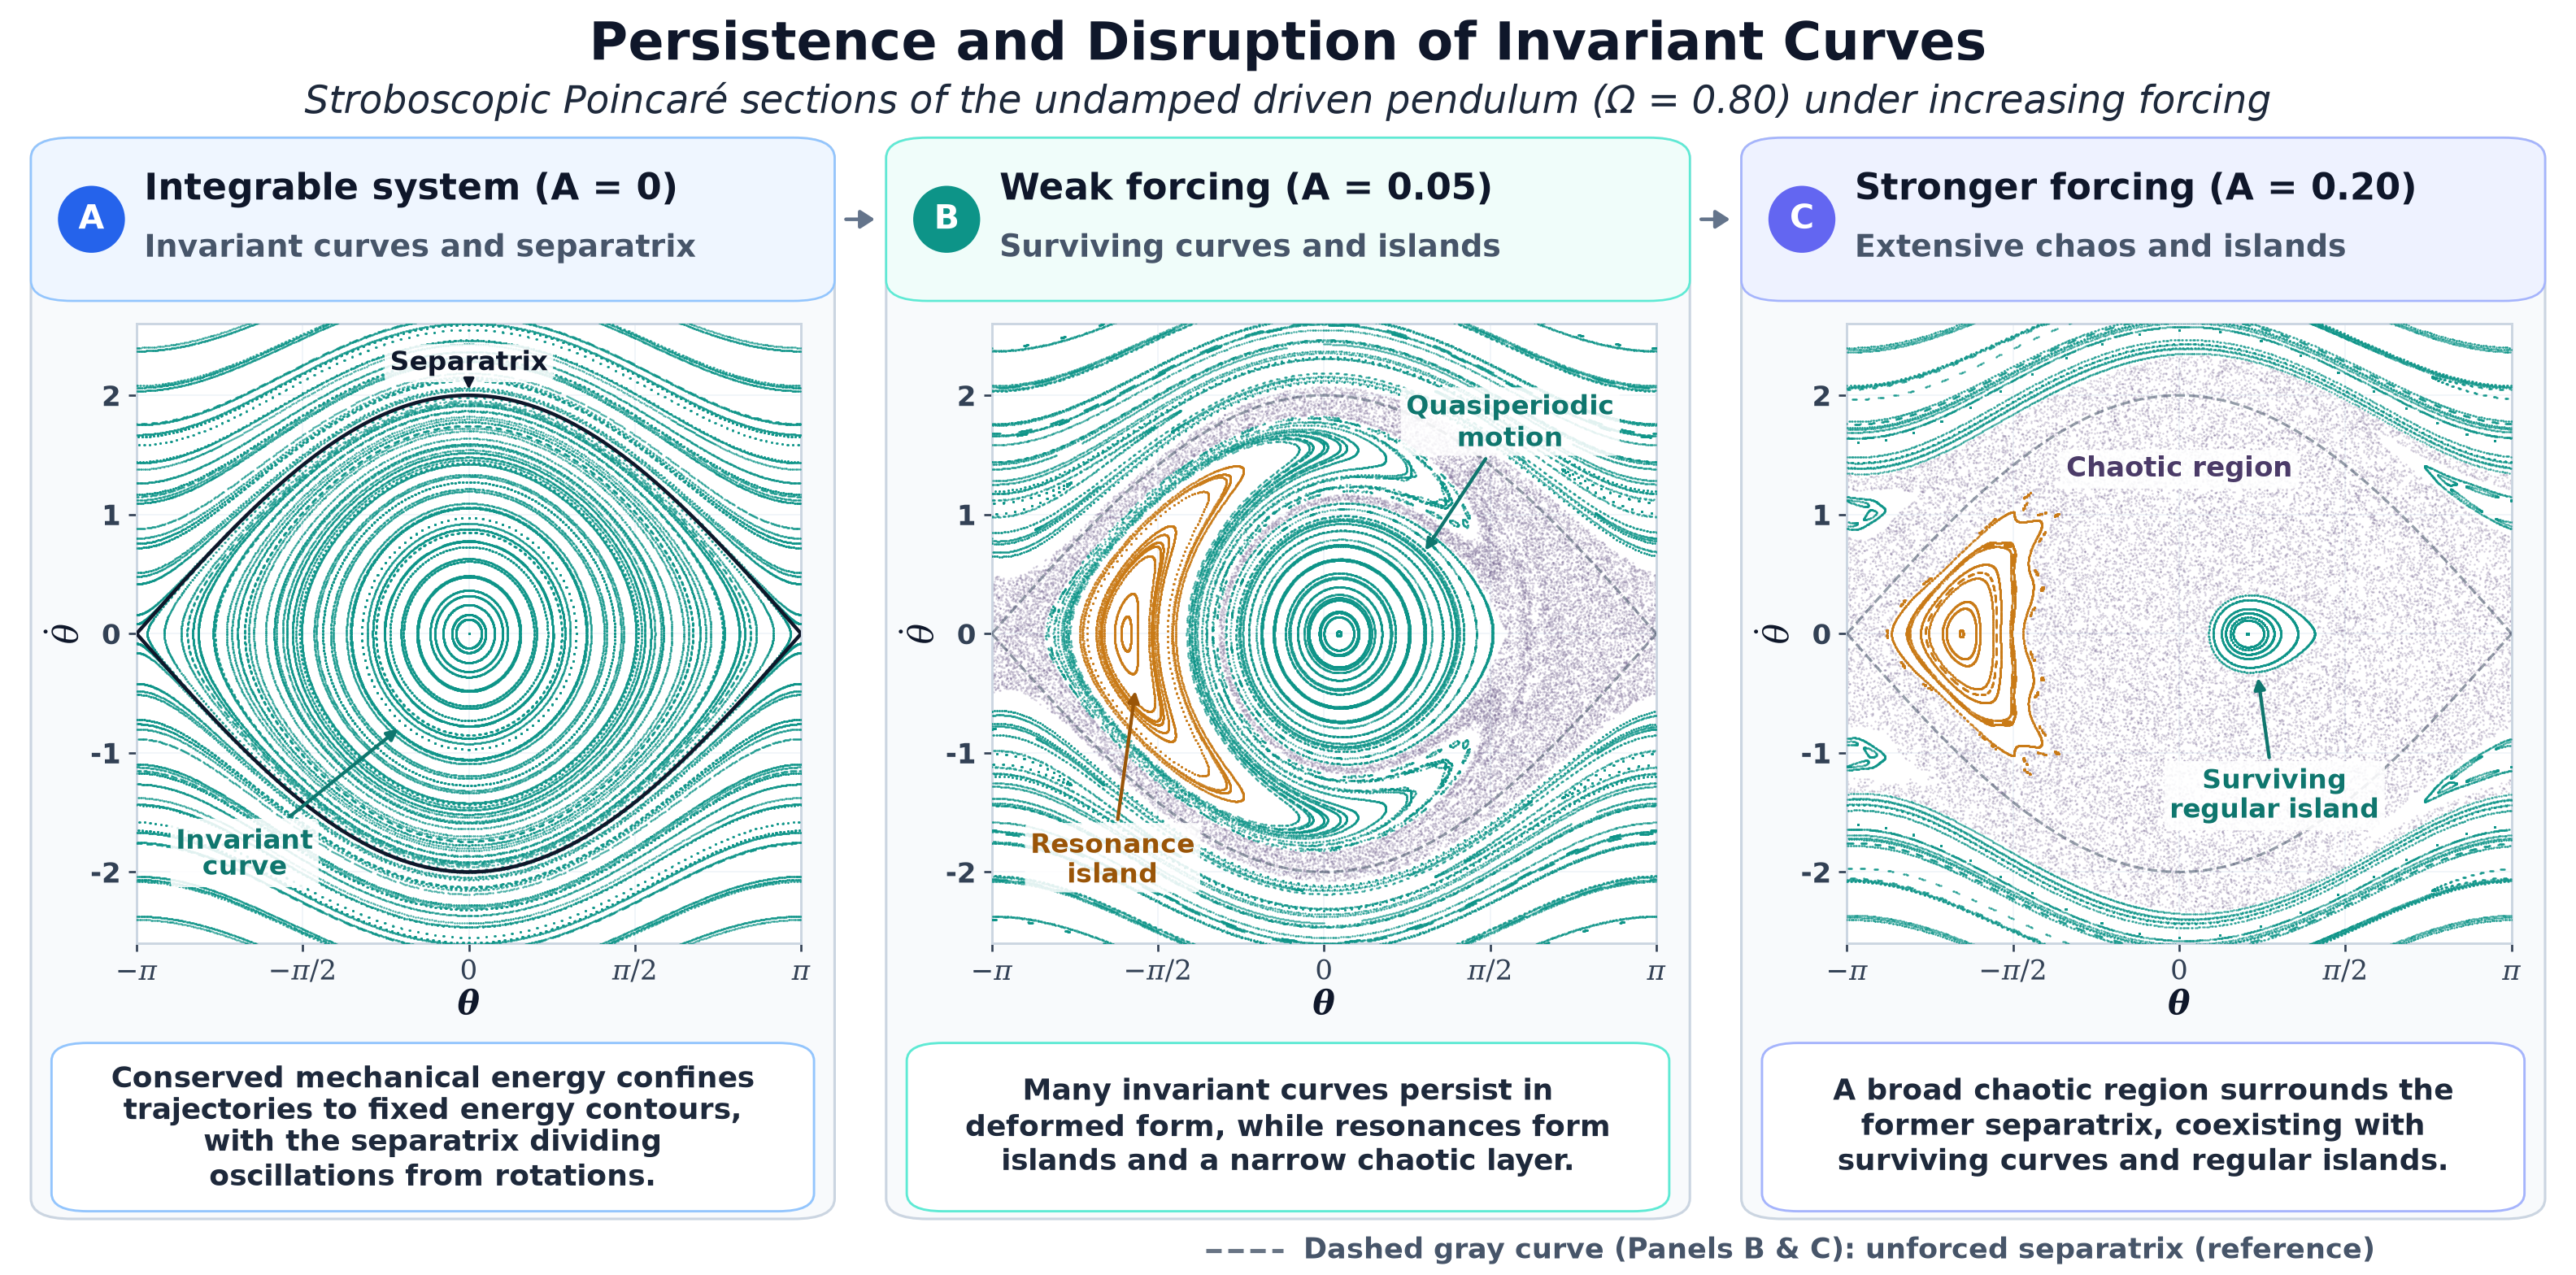 Persistence and Disruption of Invariant Curves
Stroboscopic Poincaré sections of the undamped driven pendulum (Ω = 0.80) under increasing forcing
A
Integrable system (A = 0)
Invariant curves and separatrix
B
Weak forcing (A = 0.05)
Surviving curves and islands
C
Stronger forcing (A = 0.20)
Extensive chaos and islands
Separatrix
Invariant
curve
2
1
0
-1
-2
θ̇
−π
−π/2
0
π/2
π
θ
Quasiperiodic
motion
Resonance
island
2
1
0
-1
-2
θ̇
−π
−π/2
0
π/2
π
θ
Chaotic region
Surviving
regular island
2
1
0
-1
-2
θ̇
−π
−π/2
0
π/2
π
θ
Conserved mechanical energy confines
trajectories to fixed energy contours,
with the separatrix dividing
oscillations from rotations.
Many invariant curves persist in
deformed form, while resonances form
islands and a narrow chaotic layer.
A broad chaotic region surrounds the
former separatrix, coexisting with
surviving curves and regular islands.
Dashed gray curve (Panels B & C): unforced separatrix (reference)